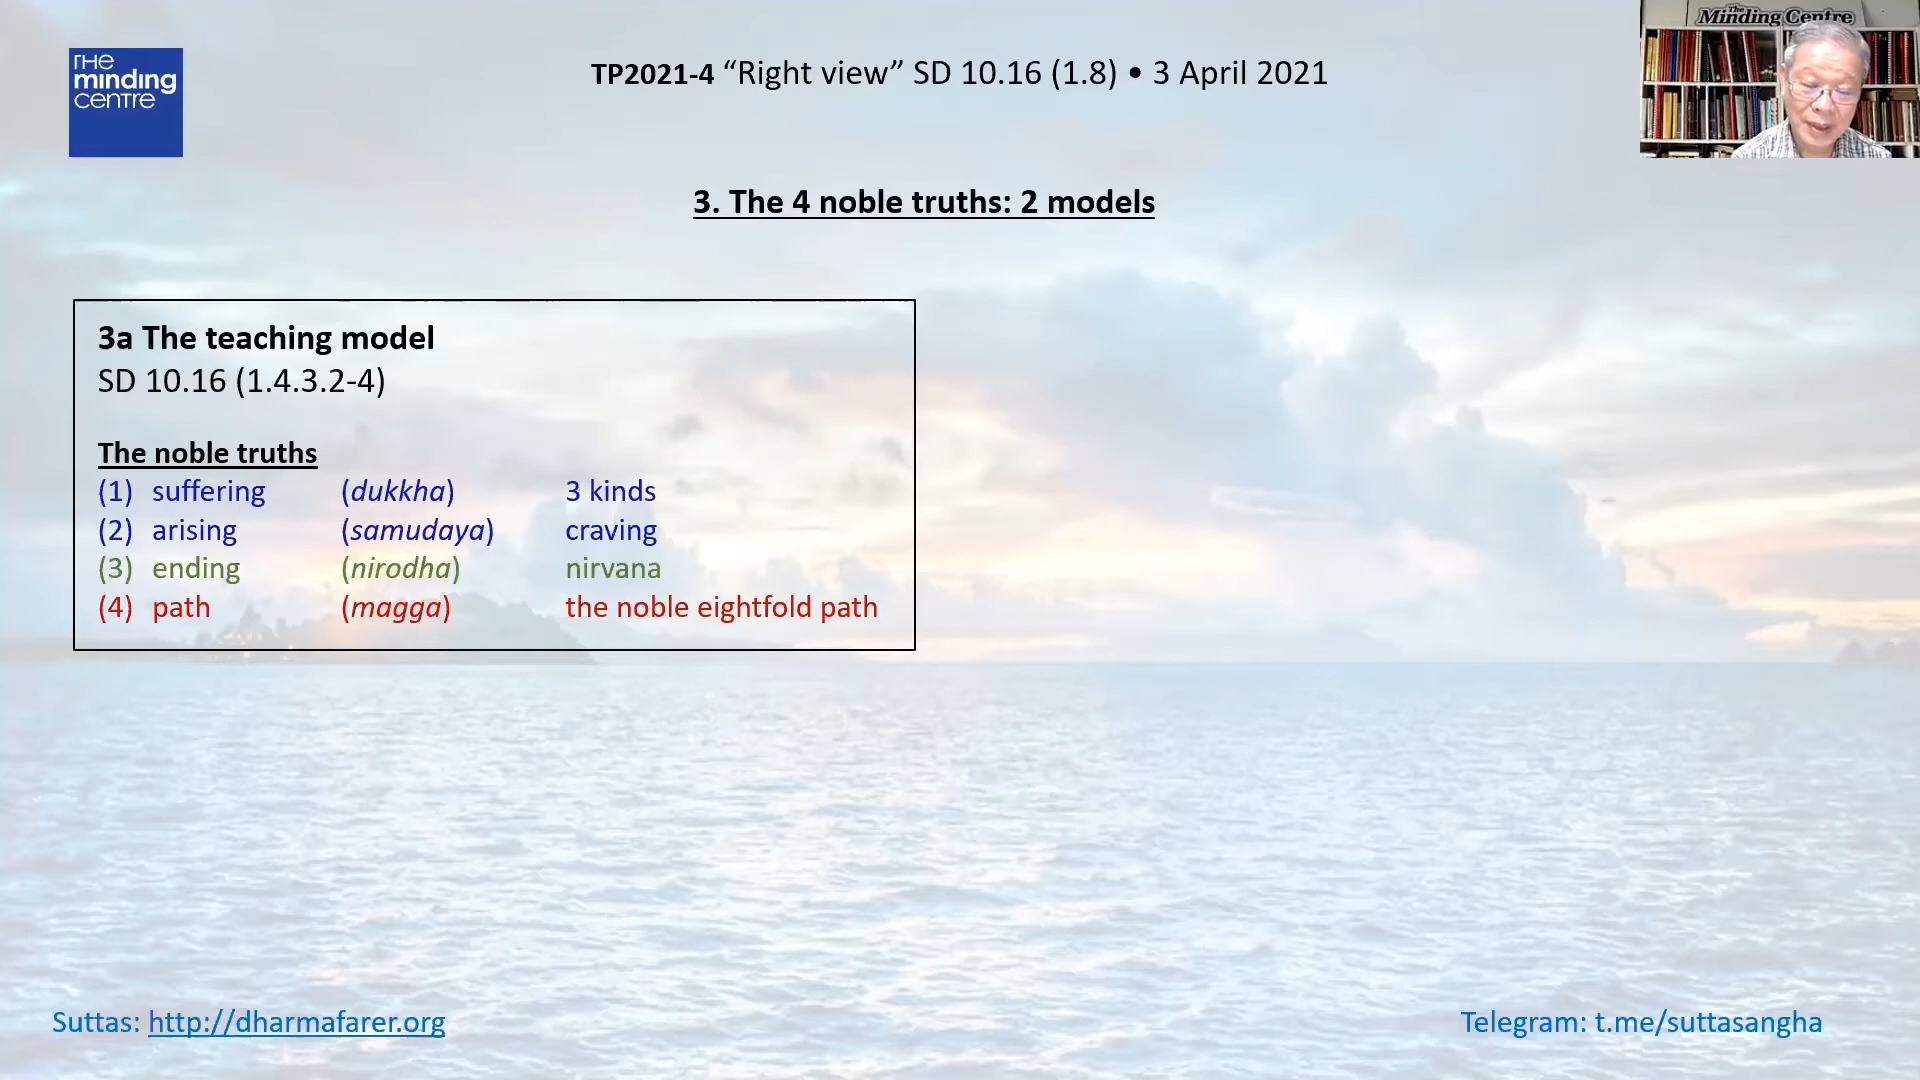 THE
minding
centre
TP2021-4 “Right view” SD 10.16 (1.8) • 3 April 2021
The
Minding Centre
3. The 4 noble truths: 2 models
3a The teaching model
SD 10.16 (1.4.3.2-4)
The noble truths
(1) suffering (dukkha) 3 kinds
(2) arising (samudaya) craving
(3) ending (nirodha) nirvana
(4) path (magga) the noble eightfold path
Suttas: http://dharmafarer.org
Telegram: t.me/suttasangha